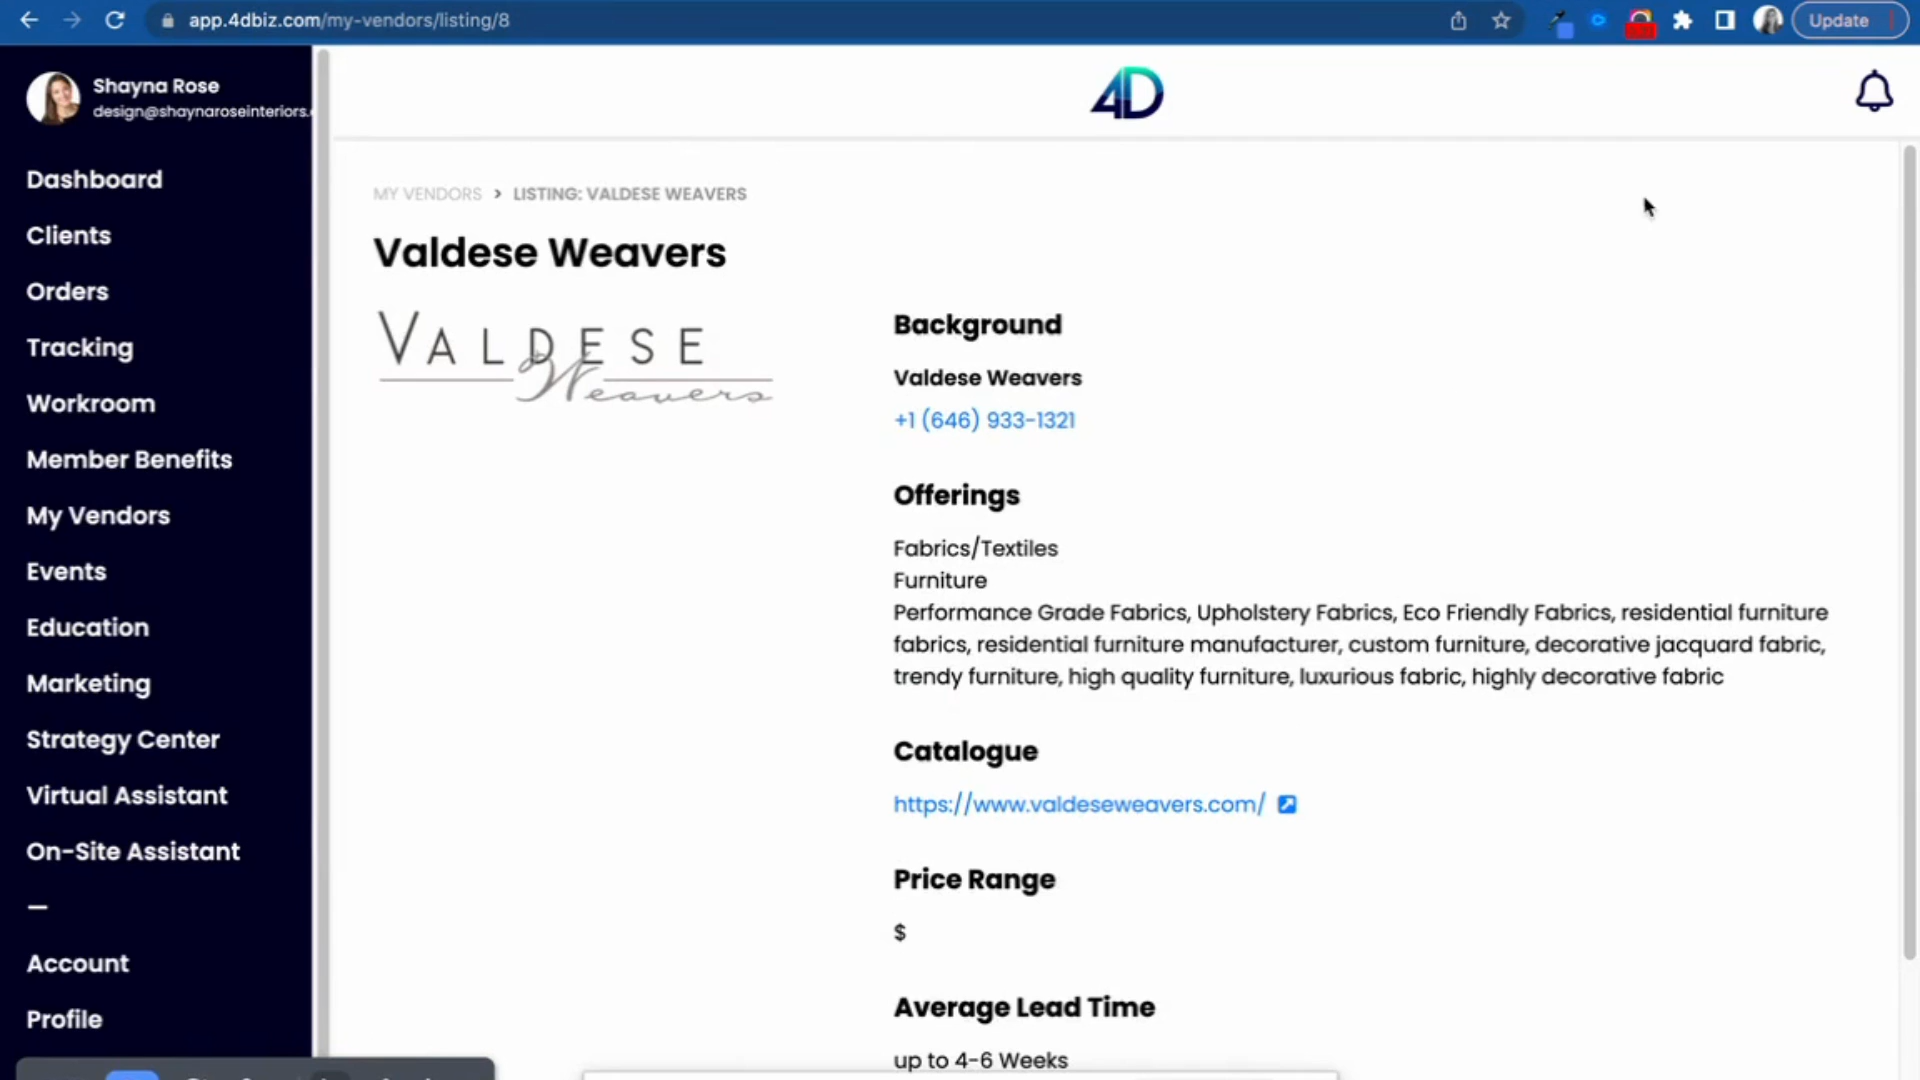 app.4dbiz.com/my-vendors/listing/8
Update
Shayna Rose
design@shaynaroseinteriors.
4D
Dashboard
Clients
Orders
Tracking
Workroom
Member Benefits
My Vendors
Events
Education
Marketing
Strategy Center
Virtual Assistant
On-Site Assistant
—
Account
Profile
MY VENDORS > LISTING: VALDESE WEAVERS
Valdese Weavers
VALDESE
Weavers
Background
Valdese Weavers
+1 (646) 933-1321
Offerings
Fabrics/Textiles
Furniture
Performance Grade Fabrics, Upholstery Fabrics, Eco Friendly Fabrics, residential furniture
fabrics, residential furniture manufacturer, custom furniture, decorative jacquard fabric,
trendy furniture, high quality furniture, luxurious fabric, highly decorative fabric
Catalogue
https://www.valdeseweavers.com/
Price Range
$
Average Lead Time
up to 4-6 Weeks